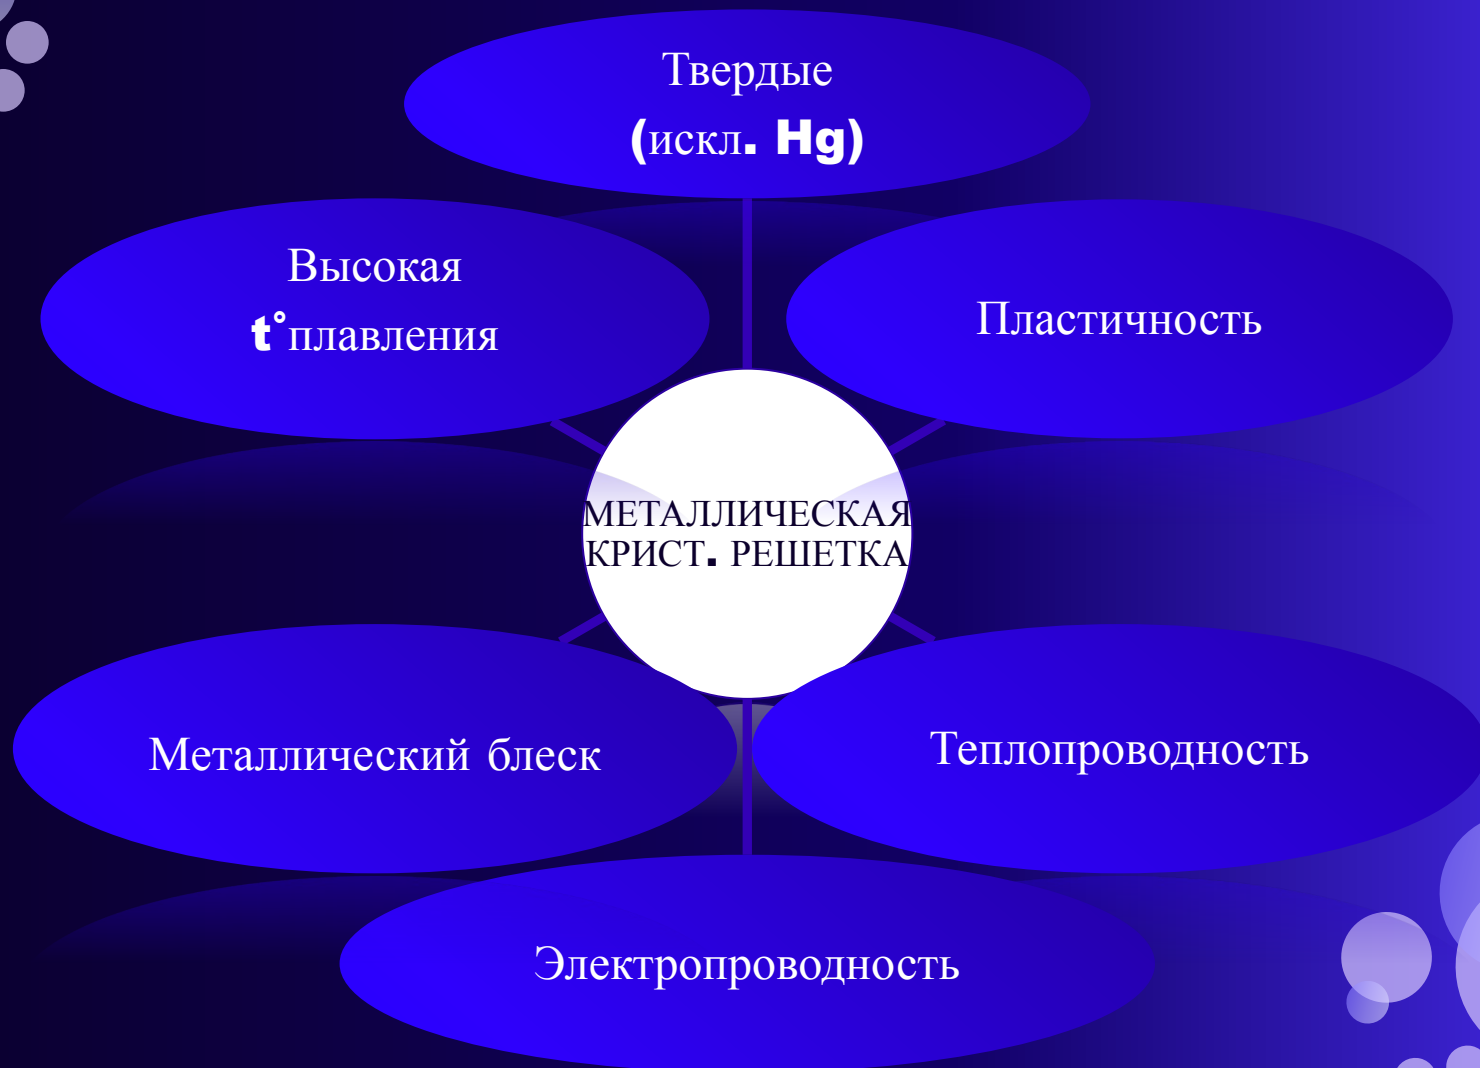 Твердые
(искл. Hg)
Высокая
t°плавления
Пластичность
МЕТАЛЛИЧЕСКАЯ
КРИСТ. РЕШЕТКА
Металлический блеск
Теплопроводность
Электропроводность